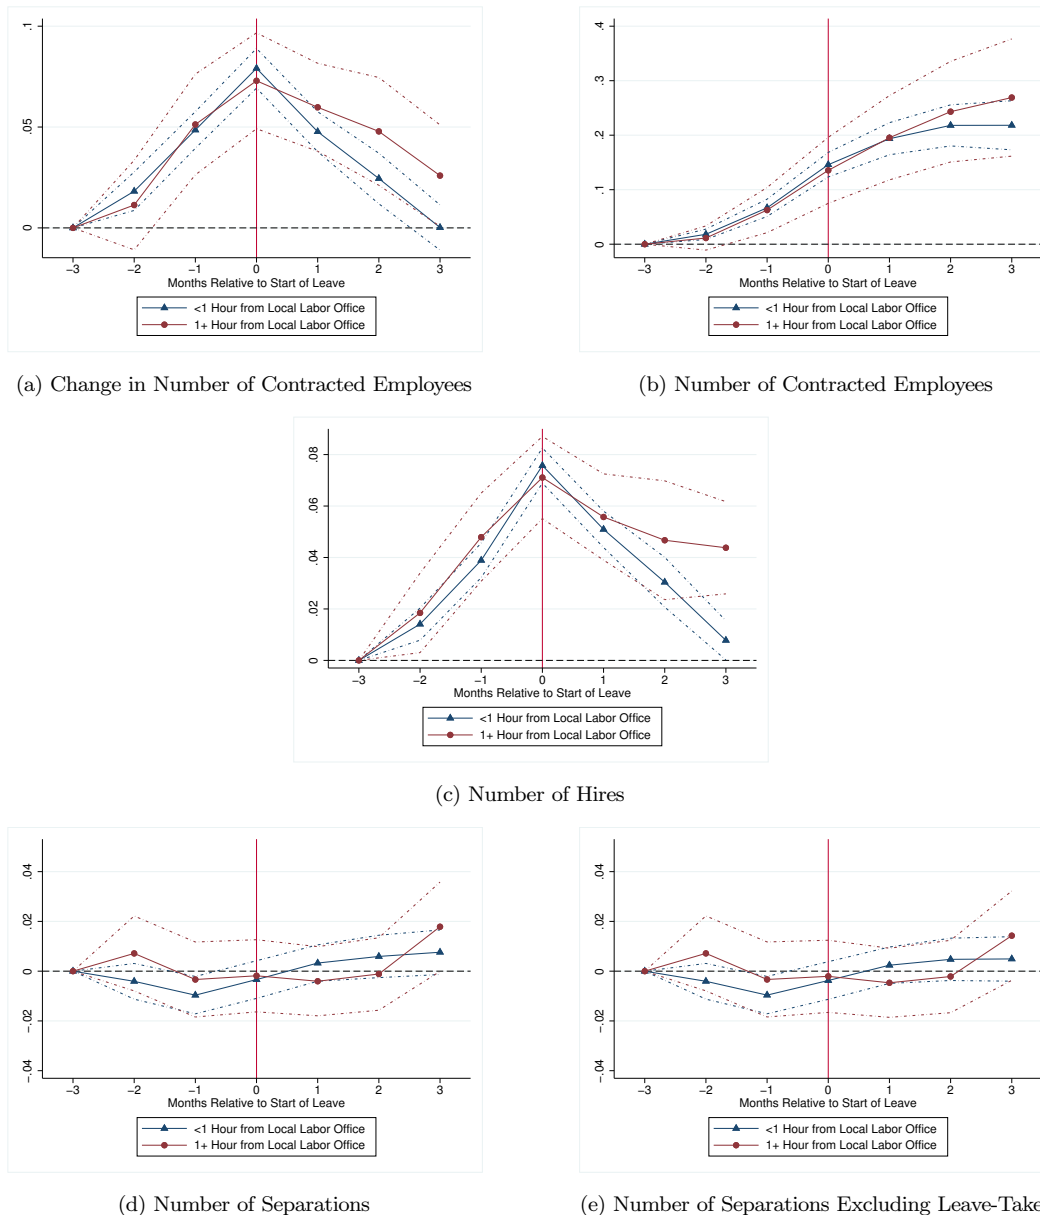 .1
.05
0
−3 −2 −1 0 1 2 3
Months Relative to Start of Leave
<1 Hour from Local Labor Office
1+ Hour from Local Labor Office
(a) Change in Number of Contracted Employees
.4
.3
.2
.1
0
−3 −2 −1 0 1 2 3
Months Relative to Start of Leave
<1 Hour from Local Labor Office
1+ Hour from Local Labor Office
(b) Number of Contracted Employees
.08
.06
.04
.02
0
−3 −2 −1 0 1 2 3
Months Relative to Start of Leave
<1 Hour from Local Labor Office
1+ Hour from Local Labor Office
(c) Number of Hires
.04
.02
0
−.02
−.04
−3 −2 −1 0 1 2 3
Months Relative to Start of Leave
<1 Hour from Local Labor Office
1+ Hour from Local Labor Office
(d) Number of Separations
.04
.02
0
−.02
−.04
−3 −2 −1 0 1 2 3
Months Relative to Start of Leave
<1 Hour from Local Labor Office
1+ Hour from Local Labor Office
(e) Number of Separations Excluding Leave-Take